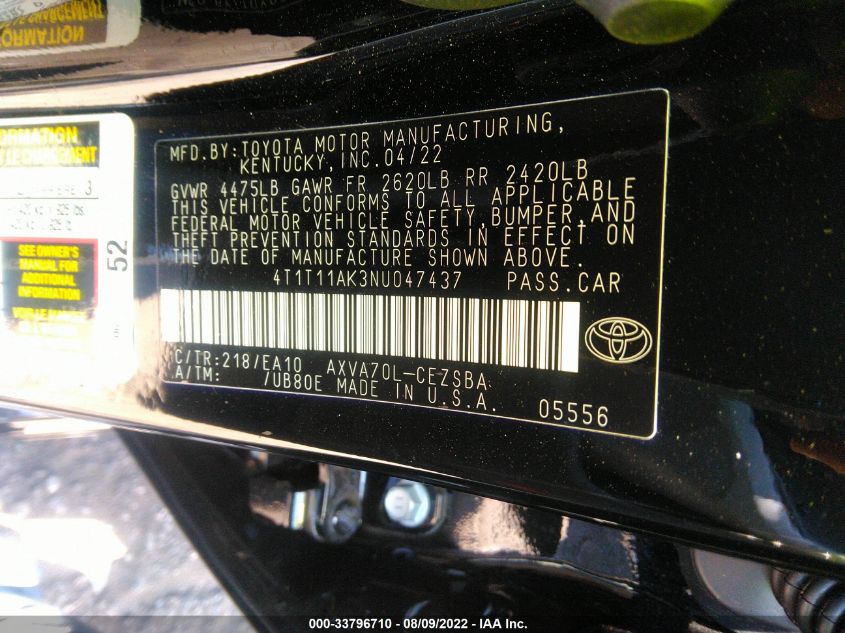 MFD.BY:TOYOTA MOTOR MANUFACTURING,
KENTUCKY,INC.04/22
GVWR 4475LB GAWR FR 2620LB RR 2420LB
THIS VEHICLE CONFORMS TO ALL APPLICABLE
FEDERAL MOTOR VEHICLE SAFETY,BUMPER,AND
THEFT PREVENTION STANDARDS IN EFFECT ON
THE DATE OF MANUFACTURE SHOWN ABOVE.
4T1T11AK3NU047437 PASS.CAR
C/TR:218/EA10 AXVA70L-CEZSBA
A/TM: /UB80E MADE IN U.S.A. 05556
SEE OWNER'S
MANUAL FOR
ADDITIONAL
INFORMATION
52
000-33796710 - 08/09/2022 - IAA Inc.